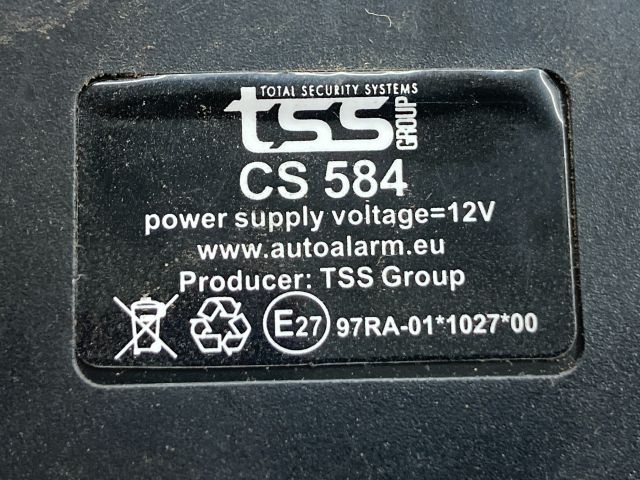 TOTAL SECURITY SYSTEMS
tss GROUP
CS 584
power supply voltage=12V
www.autoalarm.eu
Producer: TSS Group
E27 97RA-01*1027*00